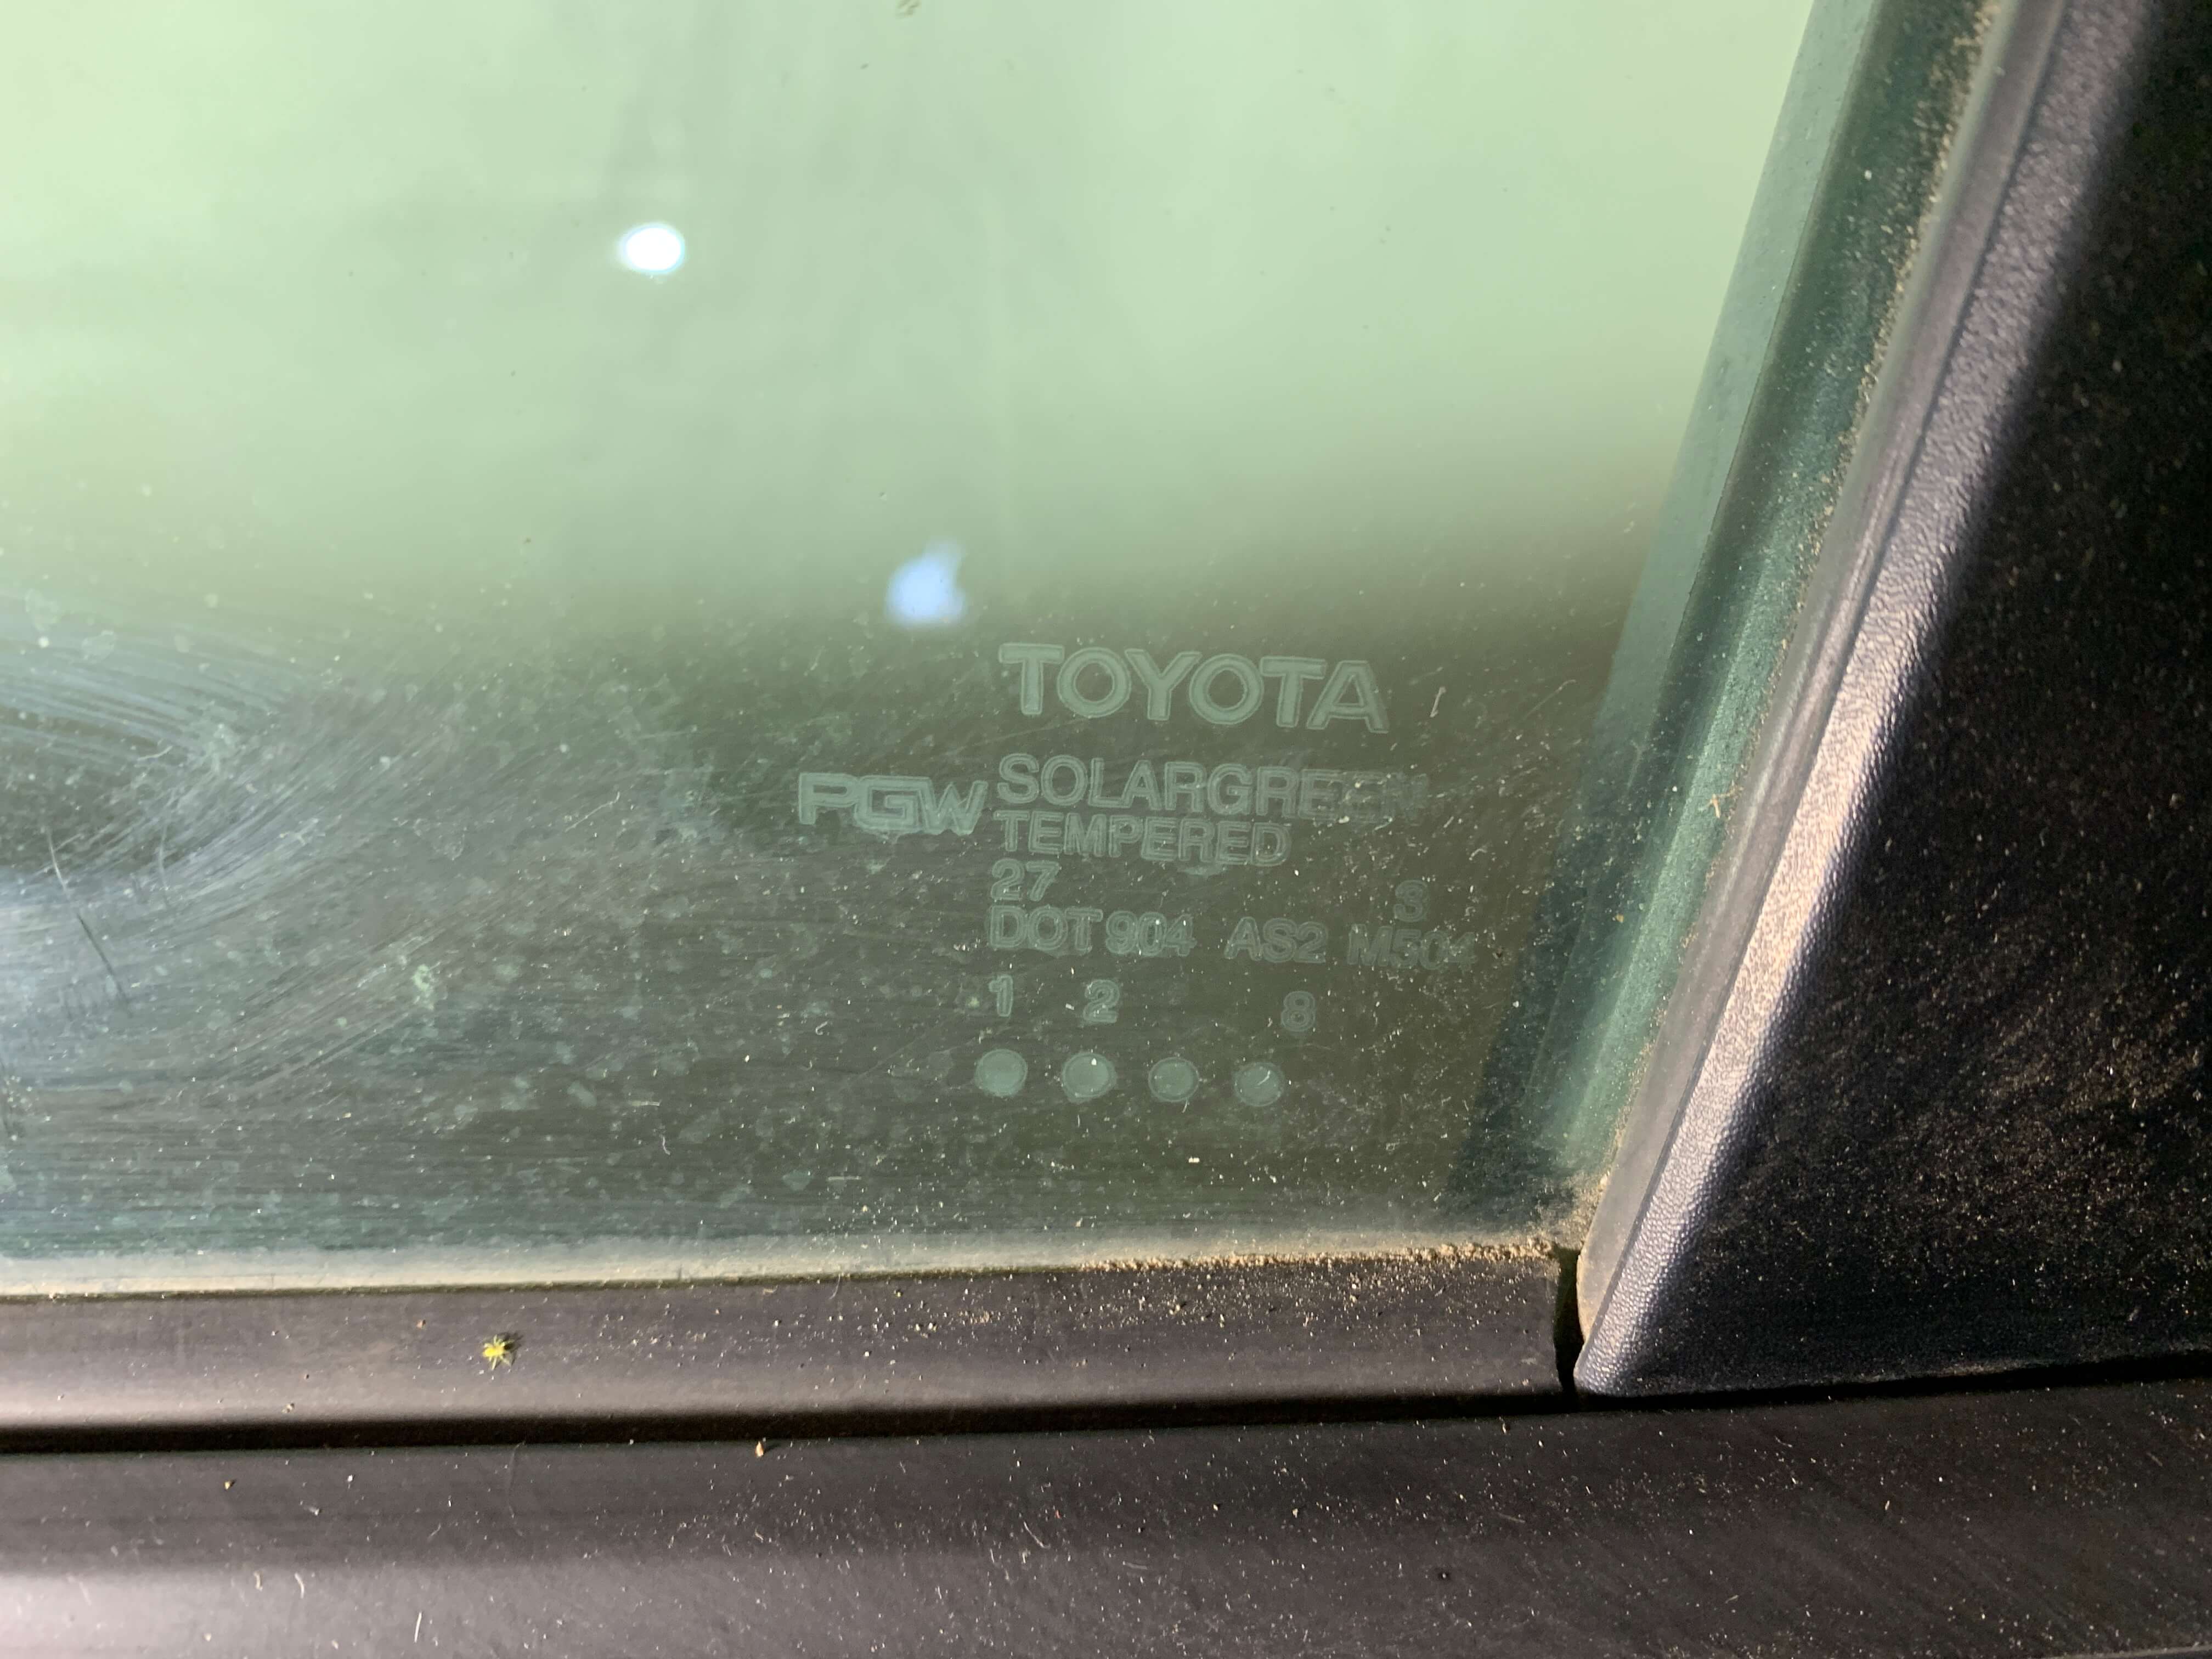 TOYOTA
PGW SOLARGREEN
TEMPERED
27 S
DOT 904 AS2 M504
1 2 8